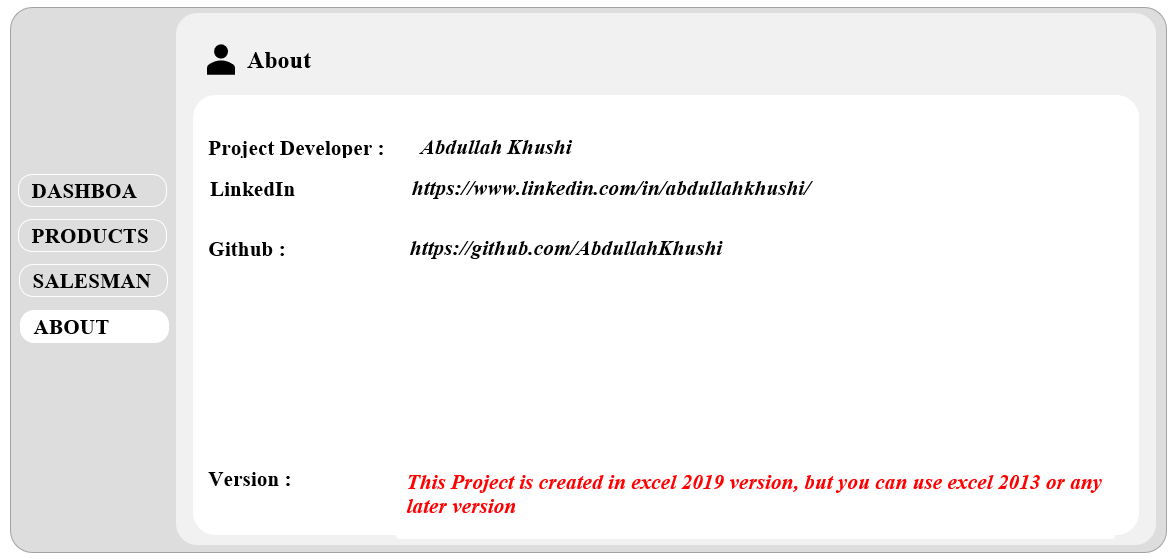 About
DASHBOA
PRODUCTS
SALESMAN
ABOUT
Project Developer : Abdullah Khushi
LinkedIn https://www.linkedin.com/in/abdullahkhushi/
Github : https://github.com/AbdullahKhushi
Version : This Project is created in excel 2019 version, but you can use excel 2013 or any
later version